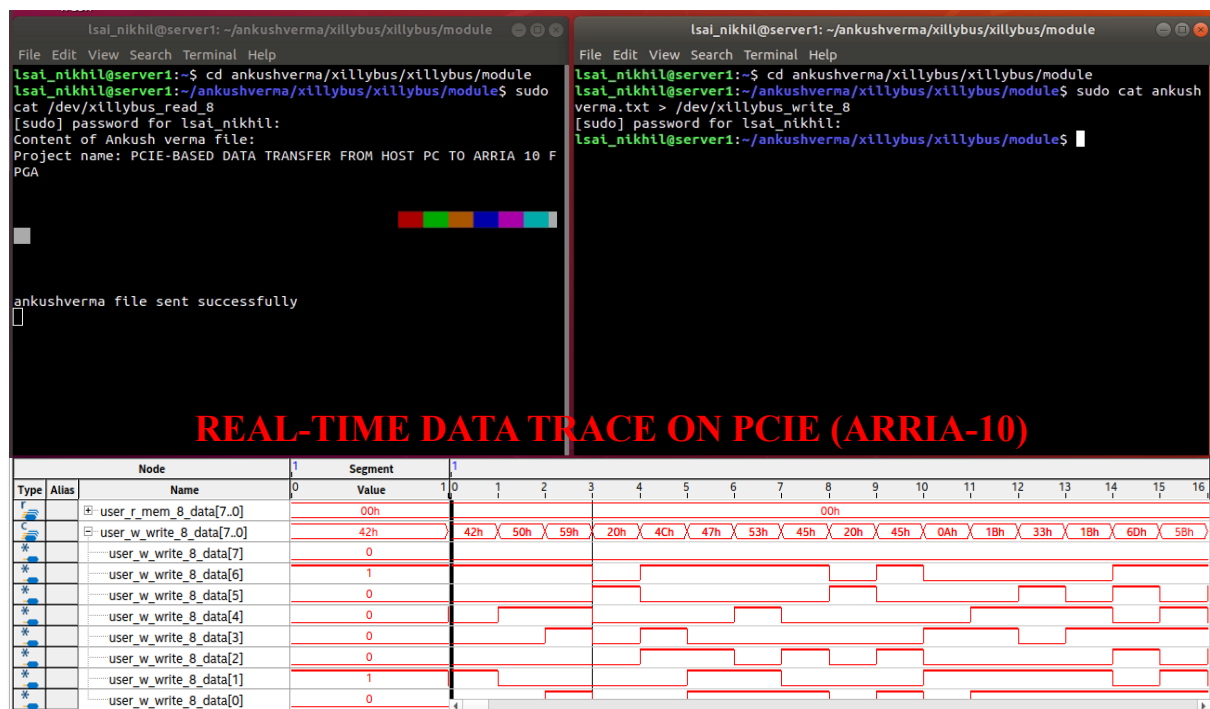 lsai_nikhil@server1: ~/ankushverma/xillybus/xillybus/module
File Edit View Search Terminal Help
lsai_nikhil@server1:~$ cd ankushverma/xillybus/xillybus/module
lsai_nikhil@server1:~/ankushverma/xillybus/xillybus/module$ sudo
cat /dev/xillybus_read_8
[sudo] password for lsai_nikhil:
Content of Ankush verma file:
Project name: PCIE-BASED DATA TRANSFER FROM HOST PC TO ARRIA 10 F
PGA
ankushverma file sent successfully
lsai_nikhil@server1: ~/ankushverma/xillybus/xillybus/module
File Edit View Search Terminal Help
lsai_nikhil@server1:~$ cd ankushverma/xillybus/xillybus/module
lsai_nikhil@server1:~/ankushverma/xillybus/xillybus/module$ sudo cat ankush
verma.txt > /dev/xillybus_write_8
[sudo] password for lsai_nikhil:
lsai_nikhil@server1:~/ankushverma/xillybus/xillybus/module$
REAL-TIME DATA TRACE ON PCIE (ARRIA-10)
Node 1 Segment 1
Type Alias Name 0 Value 1 0 1 2 3 4 5 6 7 8 9 10 11 12 13 14 15 16
user_r_mem_8_data[7..0] 00h 00h
user_w_write_8_data[7..0] 42h 42h 50h 59h 20h 4Ch 47h 53h 45h 20h 45h 0Ah 1Bh 33h 1Bh 6Dh 5Bh
user_w_write_8_data[7] 0
user_w_write_8_data[6] 1
user_w_write_8_data[5] 0
user_w_write_8_data[4] 0
user_w_write_8_data[3] 0
user_w_write_8_data[2] 0
user_w_write_8_data[1] 1
user_w_write_8_data[0] 0